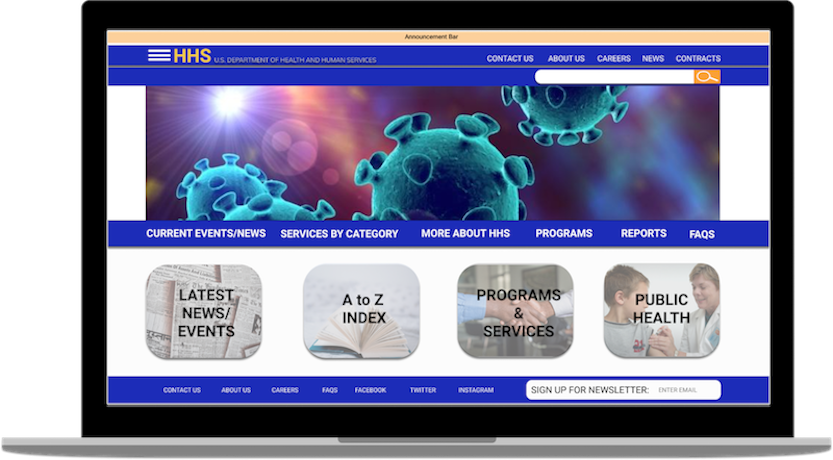 Announcement Bar
HHS U.S. DEPARTMENT OF HEALTH AND HUMAN SERVICES
CONTACT US ABOUT US CAREERS NEWS CONTRACTS
CURRENT EVENTS/NEWS SERVICES BY CATEGORY MORE ABOUT HHS PROGRAMS REPORTS FAQS
LATEST
NEWS/
EVENTS
A to Z
INDEX
PROGRAMS
&
SERVICES
PUBLIC
HEALTH
CONTACT US ABOUT US CAREERS FAQS FACEBOOK TWITTER INSTAGRAM SIGN UP FOR NEWSLETTER: ENTER EMAIL